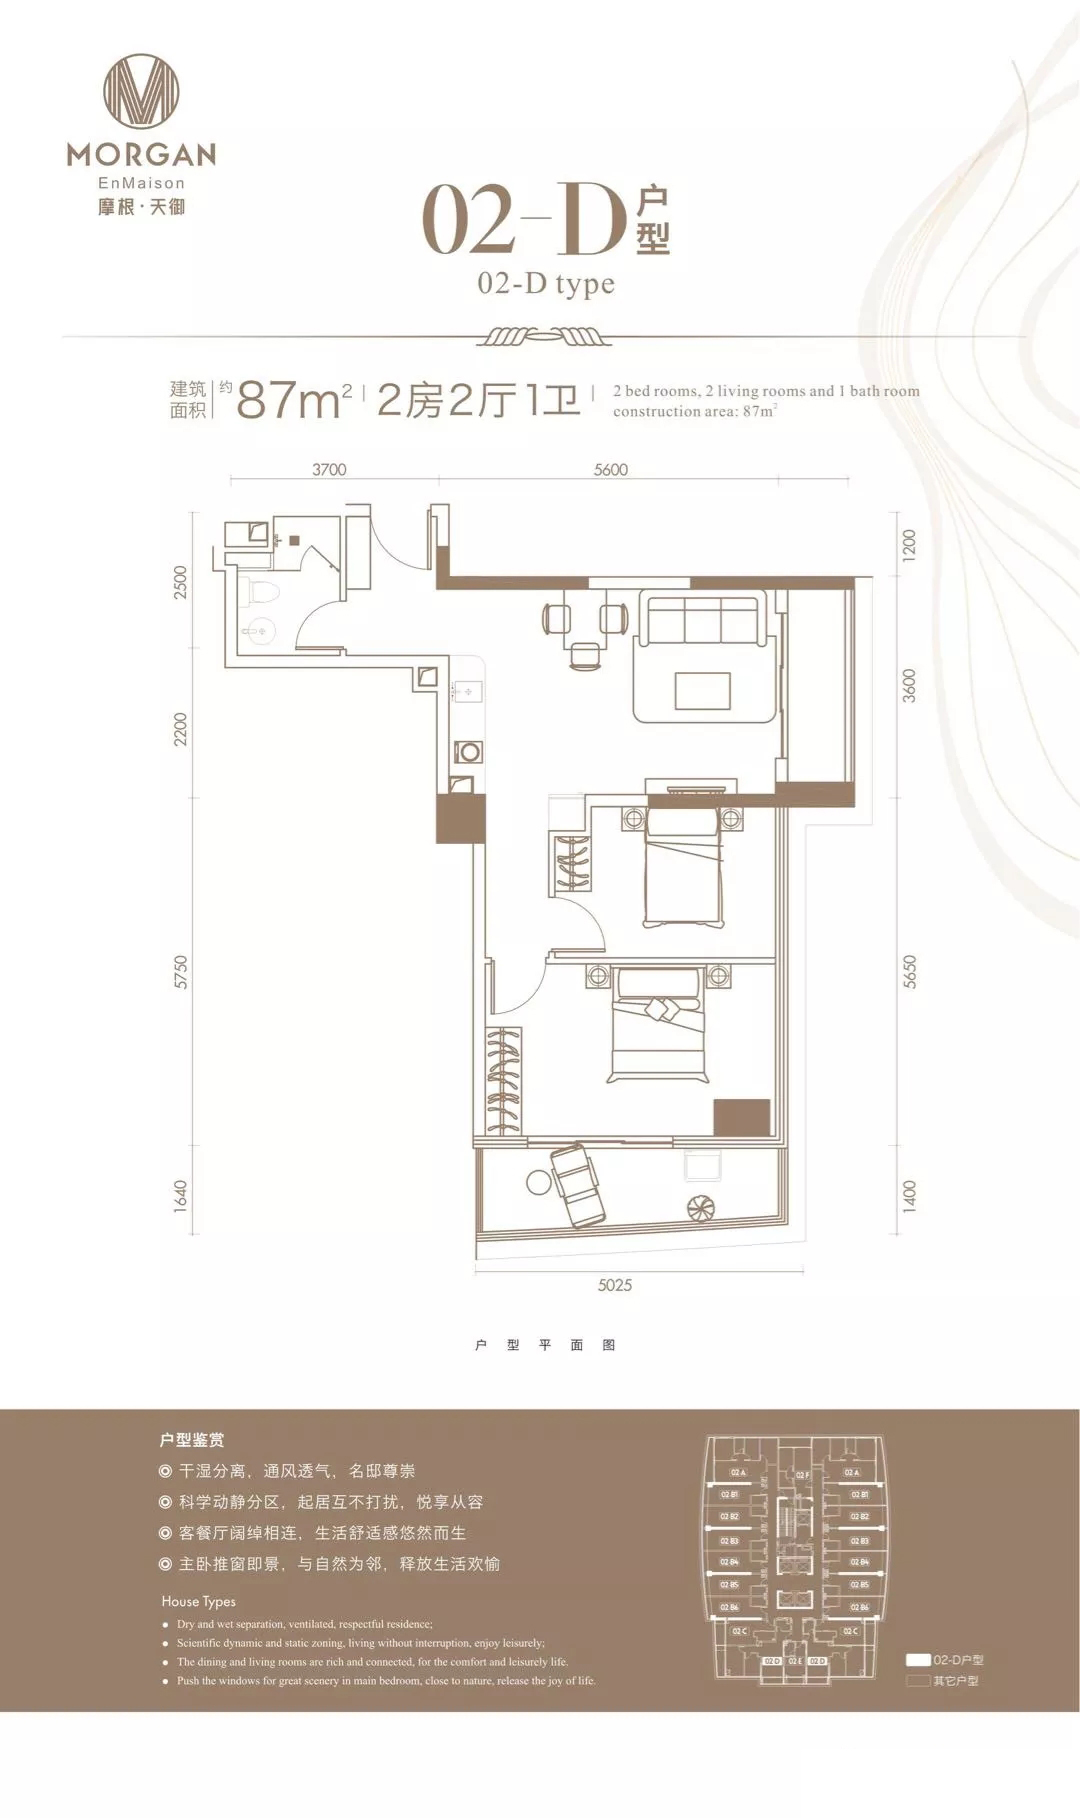 MORGAN
EnMaison
摩根·天御
02-D户型
02-D type
建筑面积 约87m² 2房2厅1卫
2 bed rooms, 2 living rooms and 1 bath room
construction area: 87m²
3700 5600
2500
2200
5750
1640
1200
3600
5650
1400
5025
户型平面图
户型鉴赏
干湿分离，通风透气，名邸尊崇
科学动静分区，起居互不打扰，悦享从容
客餐厅阔绰相连，生活舒适感悠然而生
主卧推窗即景，与自然为邻，释放生活欢愉
House Types
Dry and wet separation, ventilated, respectful residence;
Scientific dynamic and static zoning, living without interruption, enjoy leisurely;
The dining and living rooms are rich and connected, for the comfort and leisurely life.
Push the windows for great scenery in main bedroom, close to nature, release the joy of life.
02 A 02 F 02 A
02 B1 02 B1
02 B2 02 B2
02 B3 02 B3
02 B4 02 B4
02 B5 02 B5
02 B6 02 B6
02 C 02 C
02 D 02 E 02 D
02-D户型
其它户型